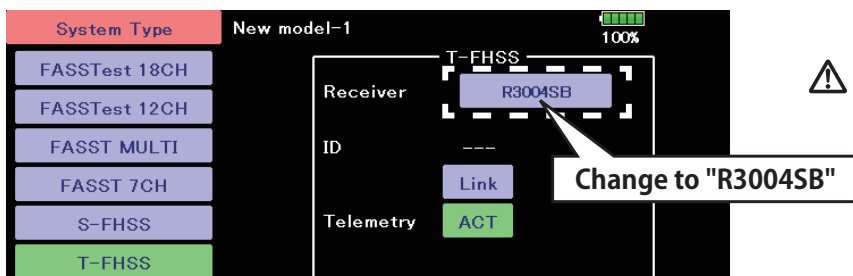 System Type
New model-1
100%
FASSTest 18CH
FASSTest 12CH
FASST MULTI
FASST 7CH
S-FHSS
T-FHSS
T-FHSS
Receiver
R3004SB
ID
---
Link
Change to "R3004SB"
Telemetry
ACT